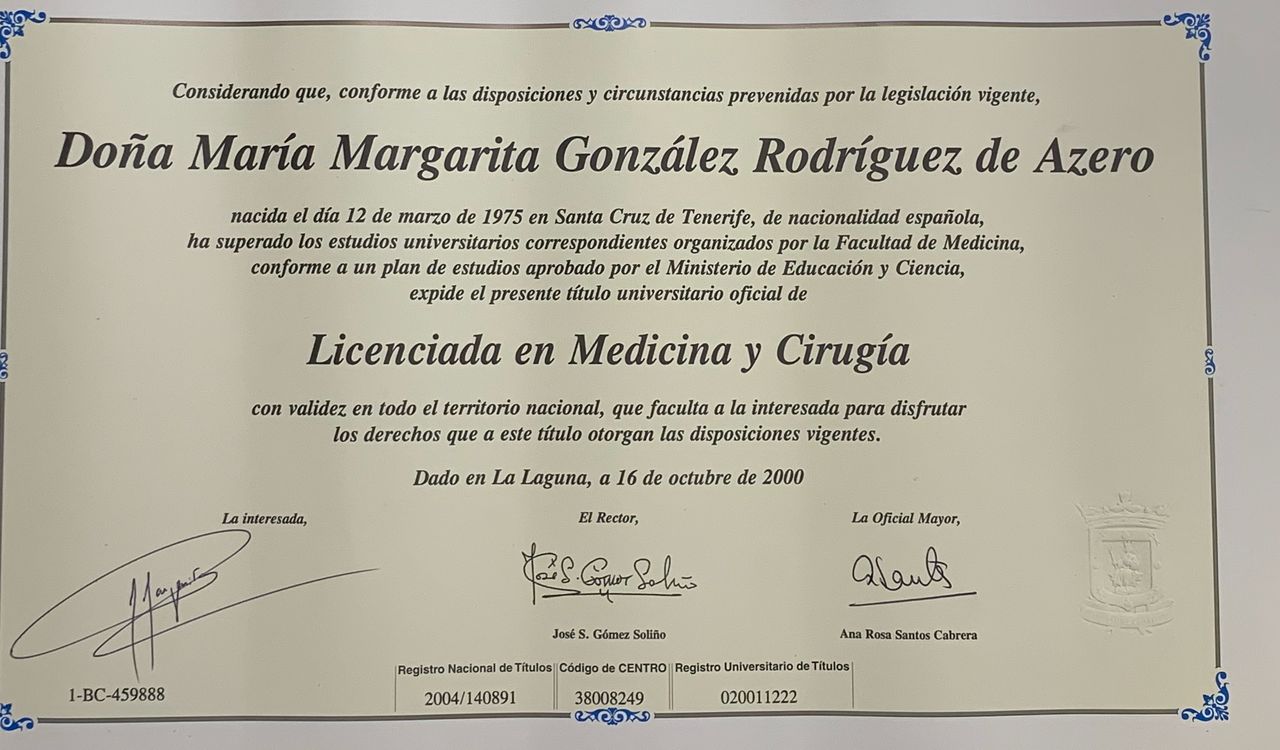 Considerando que, conforme a las disposiciones y circunstancias prevenidas por la legislación vigente,
Doña María Margarita González Rodríguez de Azero
nacida el día 12 de marzo de 1975 en Santa Cruz de Tenerife, de nacionalidad española,
ha superado los estudios universitarios correspondientes organizados por la Facultad de Medicina,
conforme a un plan de estudios aprobado por el Ministerio de Educación y Ciencia,
expide el presente título universitario oficial de
Licenciada en Medicina y Cirugía
con validez en todo el territorio nacional, que faculta a la interesada para disfrutar
los derechos que a este título otorgan las disposiciones vigentes.
Dado en La Laguna, a 16 de octubre de 2000
La interesada, El Rector, La Oficial Mayor,
José S. Gómez Soliño
José S. Gómez Soliño Ana Rosa Santos Cabrera
Registro Nacional de Títulos Código de CENTRO Registro Universitario de Títulos
1-BC-459888 2004/140891 38008249 020011222